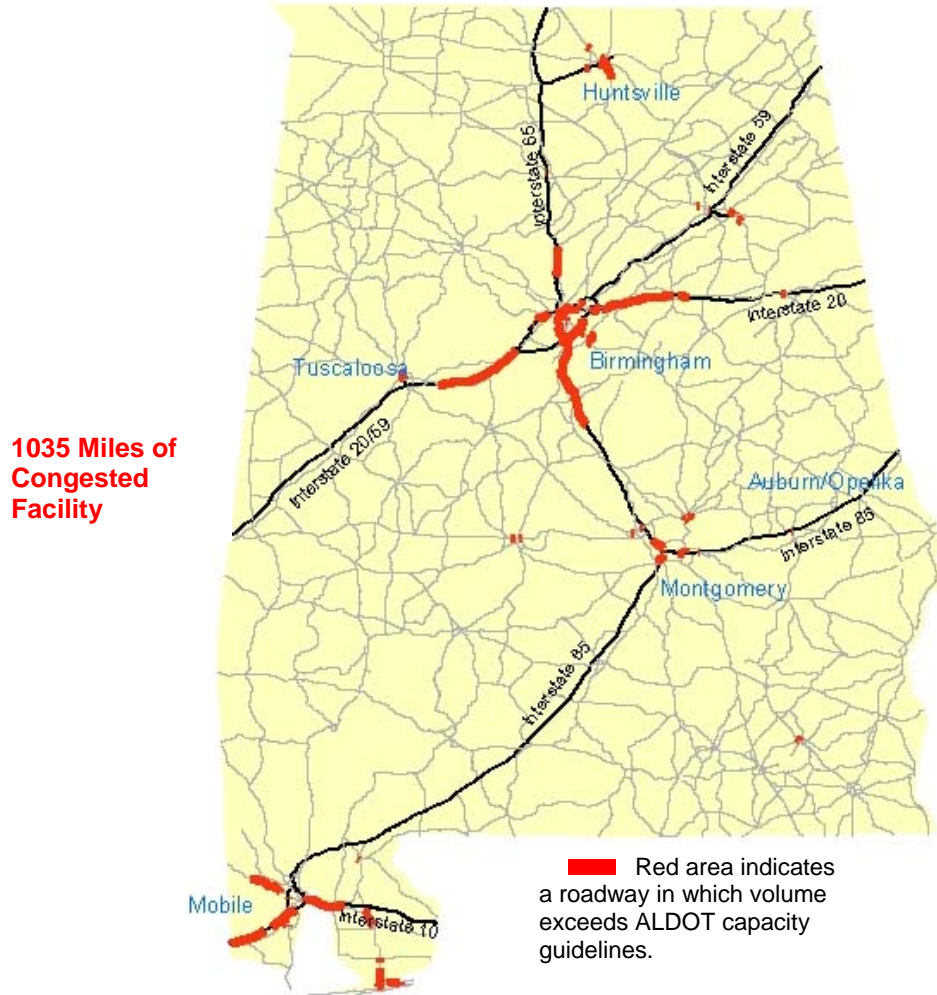 Huntsville
Interstate 65
Interstate 59
Interstate 20
Birmingham
Tuscaloosa
Interstate 20/59
1035 Miles of
Congested
Facility
Auburn/Opelika
Interstate 85
Montgomery
Interstate 65
Red area indicates
a roadway in which volume
exceeds ALDOT capacity
guidelines.
Mobile
Interstate 10